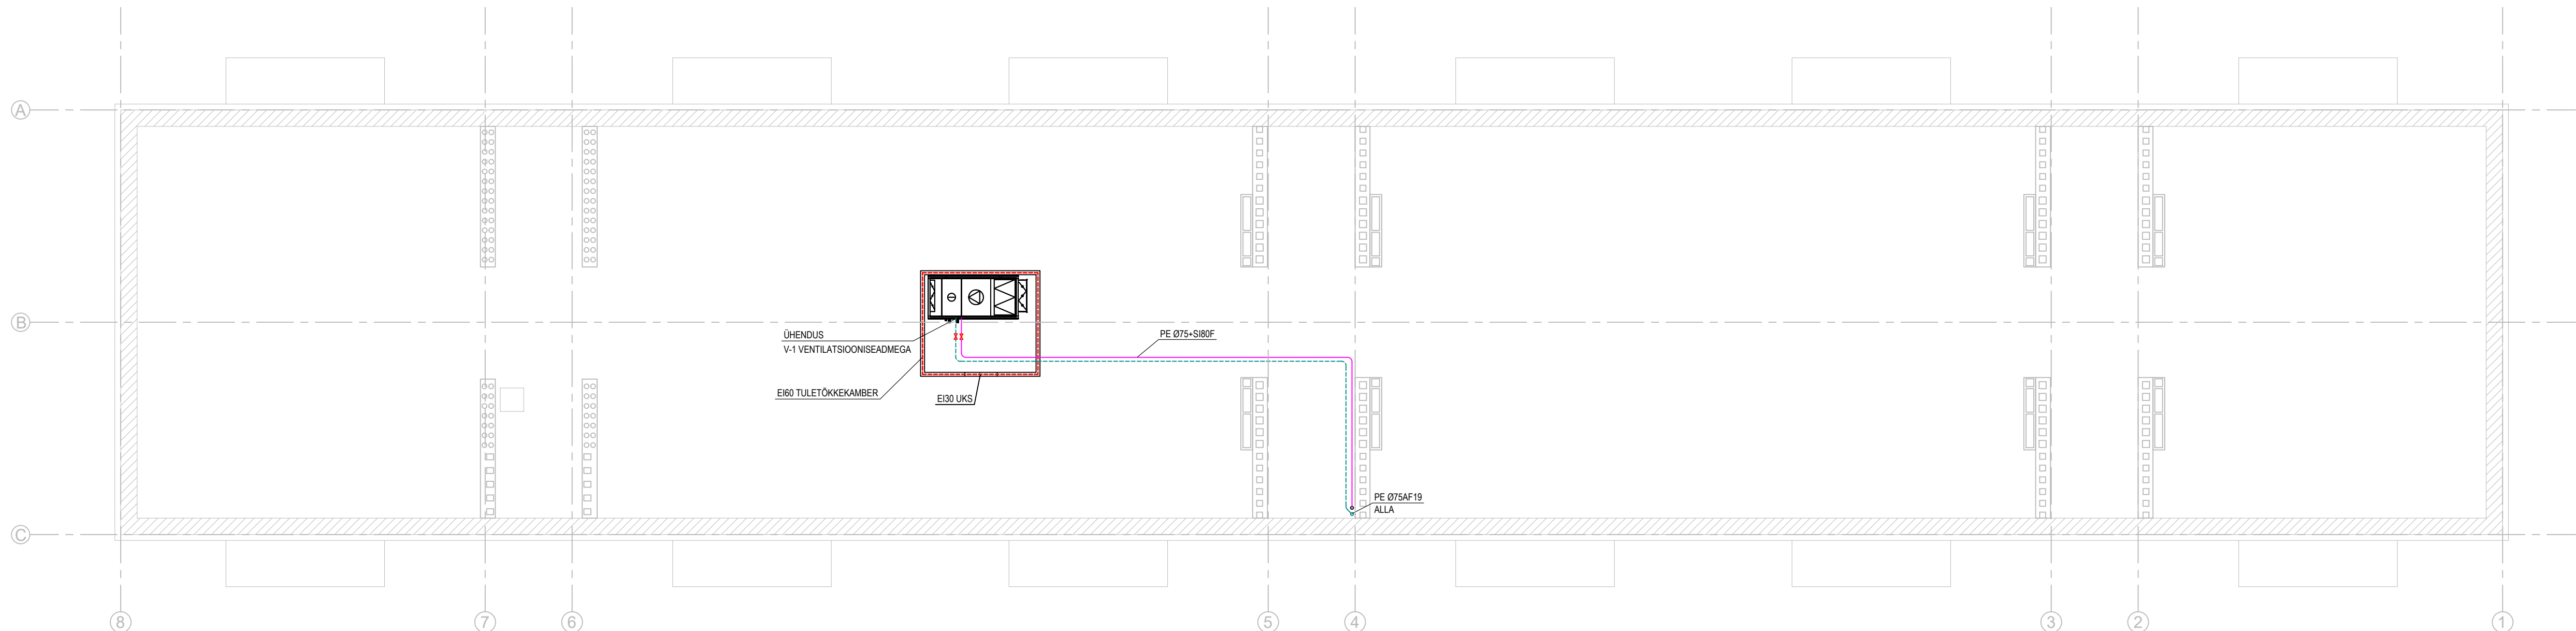 A
B
C
ÜHENDUS
V-1 VENTILATSIOONISEADMEGA
PE Ø75+SI80F
EI60 TULETÕKKEKAMBER
EI30 UKS
PE Ø75AF19
ALLA
8
7
6
5
4
3
2
1